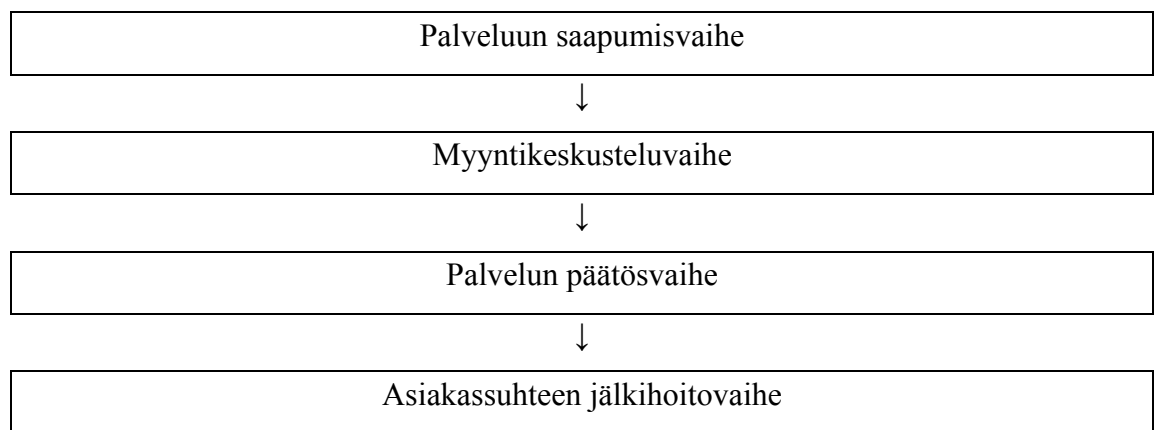 Palveluun saapumisvaihe
↓
Myyntikeskusteluvaihe
↓
Palvelun päätösvaihe
↓
Asiakassuhteen jälkihoitovaihe